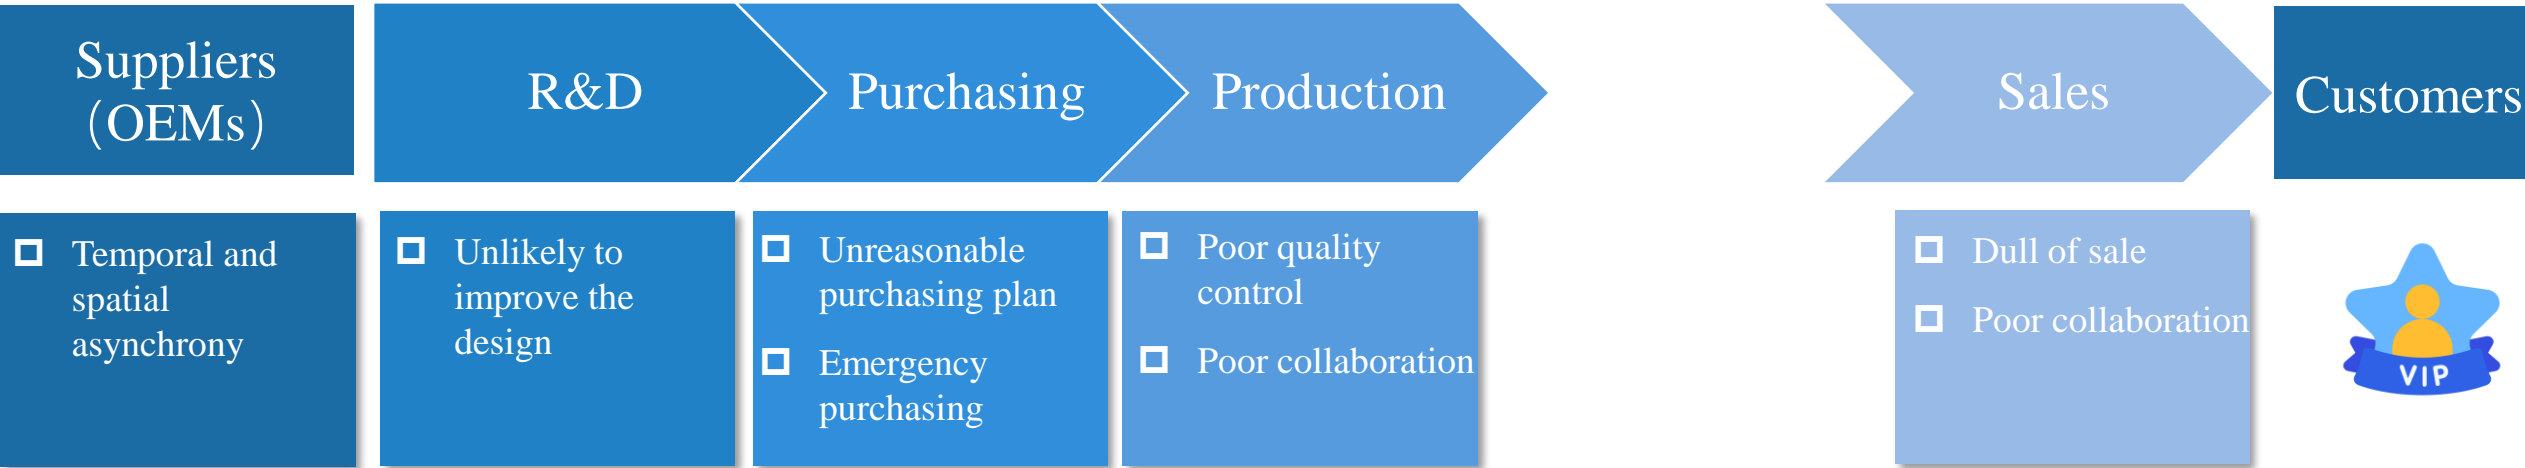 Suppliers
（OEMs）
R&D
Purchasing
Production
Sales
Customers
Temporal and
spatial
asynchrony
Unlikely to
improve the
design
Unreasonable
purchasing plan
Emergency
purchasing
Poor quality
control
Poor collaboration
Dull of sale
Poor collaboration
VIP